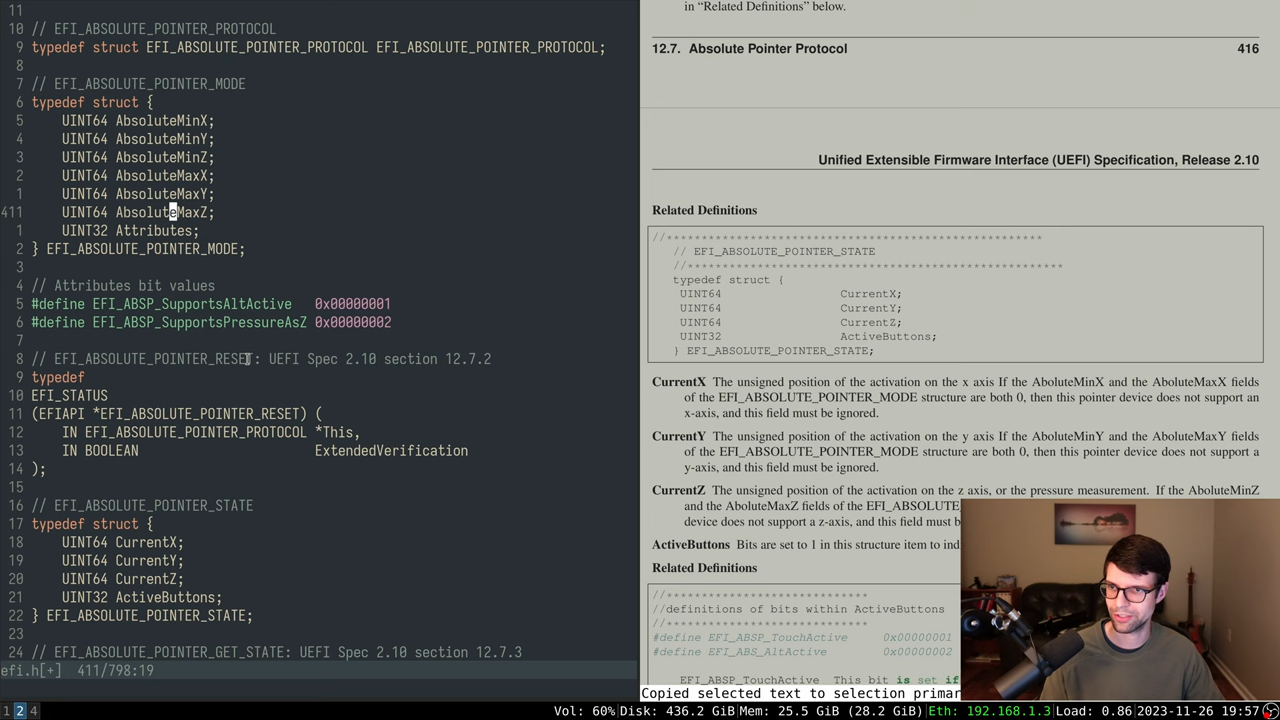 11
10 // EFI_ABSOLUTE_POINTER_PROTOCOL
9 typedef struct EFI_ABSOLUTE_POINTER_PROTOCOL EFI_ABSOLUTE_POINTER_PROTOCOL;
8
7 // EFI_ABSOLUTE_POINTER_MODE
6 typedef struct {
5 UINT64 AbsoluteMinX;
4 UINT64 AbsoluteMinY;
3 UINT64 AbsoluteMinZ;
2 UINT64 AbsoluteMaxX;
1 UINT64 AbsoluteMaxY;
411 UINT64 AbsoluteMaxZ;
1 UINT32 Attributes;
2 } EFI_ABSOLUTE_POINTER_MODE;
3
4 // Attributes bit values
5 #define EFI_ABSP_SupportsAltActive 0x00000001
6 #define EFI_ABSP_SupportsPressureAsZ 0x00000002
7
8 // EFI_ABSOLUTE_POINTER_RESET: UEFI Spec 2.10 section 12.7.2
9 typedef
10 EFI_STATUS
11 (EFIAPI *EFI_ABSOLUTE_POINTER_RESET) (
12 IN EFI_ABSOLUTE_POINTER_PROTOCOL *This,
13 IN BOOLEAN ExtendedVerification
14 );
15
16 // EFI_ABSOLUTE_POINTER_STATE
17 typedef struct {
18 UINT64 CurrentX;
19 UINT64 CurrentY;
20 UINT64 CurrentZ;
21 UINT32 ActiveButtons;
22 } EFI_ABSOLUTE_POINTER_STATE;
23
24 // EFI_ABSOLUTE_POINTER_GET_STATE: UEFI Spec 2.10 section 12.7.3
efi.h[+] 411/798:19
in “Related Definitions” below.
12.7. Absolute Pointer Protocol 416
Unified Extensible Firmware Interface (UEFI) Specification, Release 2.10
Related Definitions
//******************************************************
// EFI_ABSOLUTE_POINTER_STATE
//******************************************************
typedef struct {
UINT64 CurrentX;
UINT64 CurrentY;
UINT64 CurrentZ;
UINT32 ActiveButtons;
} EFI_ABSOLUTE_POINTER_STATE;
CurrentX The unsigned position of the activation on the x axis If the AboluteMinX and the AboluteMaxX fields
of the EFI_ABSOLUTE_POINTER_MODE structure are both 0, then this pointer device does not support an
x-axis, and this field must be ignored.
CurrentY The unsigned position of the activation on the y axis If the AboluteMinY and the AboluteMaxY fields
of the EFI_ABSOLUTE_POINTER_MODE structure are both 0, then this pointer device does not support a
y-axis, and this field must be ignored.
CurrentZ The unsigned position of the activation on the z axis, or the pressure measurement. If the AboluteMinZ
and the AboluteMaxZ fields of the EFI_ABSOLUTE_
device does not support a z-axis, and this field must b
ActiveButtons Bits are set to 1 in this structure item to ind
Related Definitions
//*****************************
//definitions of bits within ActiveButtons
//*****************************
#define EFI_ABSP_TouchActive 0x00000001
#define EFI_ABS_AltActive 0x00000002
EFI_ABSP_TouchActive This bit is set if
Copied selected text to selection primar
1 2 4 Vol: 60%|Disk: 436.2 GiB|Mem: 25.5 GiB (28.2 GiB)|Eth: 192.168.1.3|Load: 0.86|2023-11-26 19:57